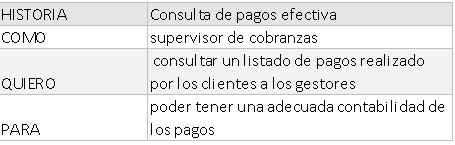 HISTORIA Consulta de pagos efectiva
COMO supervisor de cobranzas
consultar un listado de pagos realizado
QUIERO por los clientes a los gestores
poder tener una adecuada contabilidad de
PARA los pagos